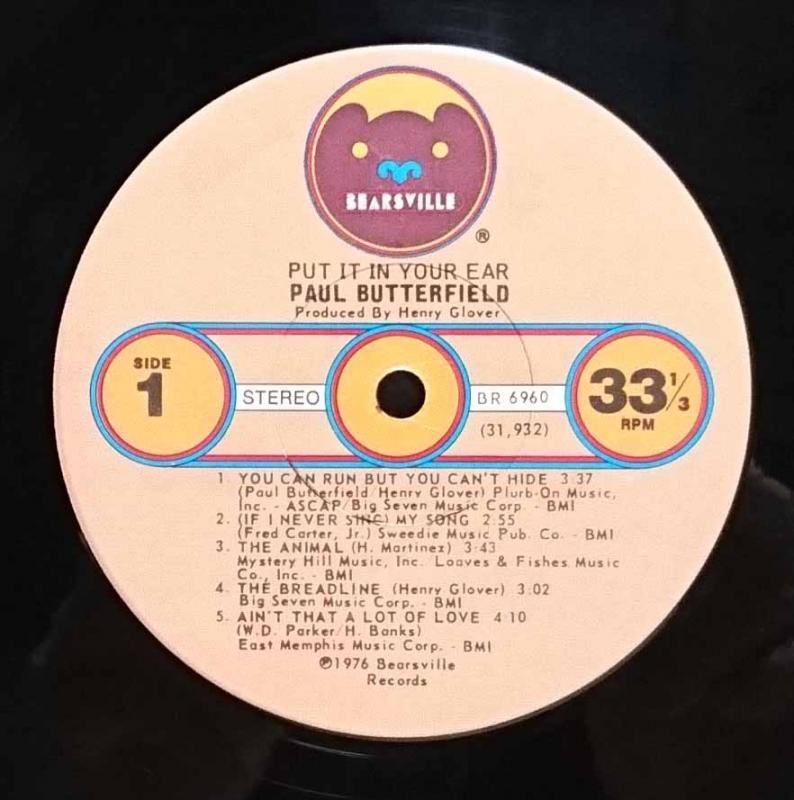 BEARSVILLE
®
PUT IT IN YOUR EAR
PAUL BUTTERFIELD
Produced By Henry Glover
SIDE
1
STEREO
BR 6960
(31,932)
33 1/3
RPM
1. YOU CAN RUN BUT YOU CAN'T HIDE 3:37
(Paul Butterfield/Henry Glover) Plurb-On Music,
Inc. - ASCAP/Big Seven Music Corp. - BMI
2. (IF I NEVER SING) MY SONG 2:55
(Fred Carter, Jr.) Sweedie Music Pub. Co. - BMI
3. THE ANIMAL (H. Martinez) 3:43
Mystery Hill Music, Inc. Loaves & Fishes Music
Co., Inc. - BMI
4. THE BREADLINE (Henry Glover) 3:02
Big Seven Music Corp. - BMI
5. AIN'T THAT A LOT OF LOVE 4:10
(W.D. Parker/H. Banks)
East Memphis Music Corp. - BMI
℗1976 Bearsville
Records